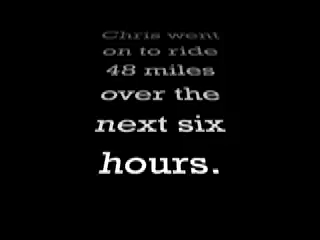 Chris went
on to ride
48 miles
over the
next six
hours.